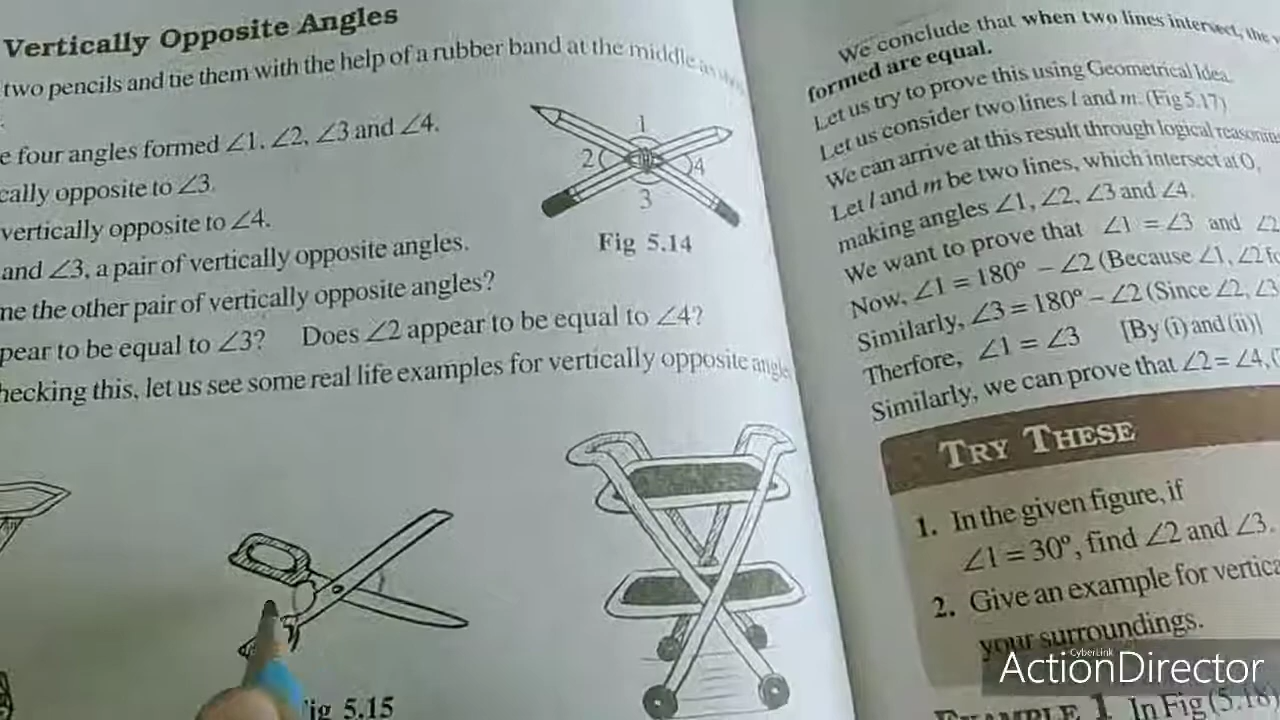 Vertically Opposite Angles
two pencils and tie them with the help of a rubber band at the middle as
e four angles formed ∠1, ∠2, ∠3 and ∠4.
cally opposite to ∠3.
vertically opposite to ∠4.
and ∠3, a pair of vertically opposite angles.
me the other pair of vertically opposite angles?
pear to be equal to ∠3? Does ∠2 appear to be equal to ∠4?
hecking this, let us see some real life examples for vertically opposite angle
1
2
4
3
Fig 5.14
ig 5.15
We conclude that when two lines intersect, the v
formed are equal.
Let us try to prove this using Geometrical Idea.
Let us consider two lines l and m. (Fig 5.17)
We can arrive at this result through logical reasoning
Let l and m be two lines, which intersect at O,
making angles ∠1, ∠2, ∠3 and ∠4.
We want to prove that ∠1 = ∠3 and ∠2
Now, ∠1 = 180° – ∠2 (Because ∠1, ∠2 fo
Similarly, ∠3 = 180° – ∠2 (Since ∠2, ∠3
Therfore, ∠1 = ∠3 [By (i) and (ii)]
Similarly, we can prove that ∠2 = ∠4, (
TRY THESE
1. In the given figure, if
∠1 = 30°, find ∠2 and ∠3.
2. Give an example for vertica
your surroundings.
EXAMPLE 1 In Fig (5.18)
CyberLink
ActionDirector